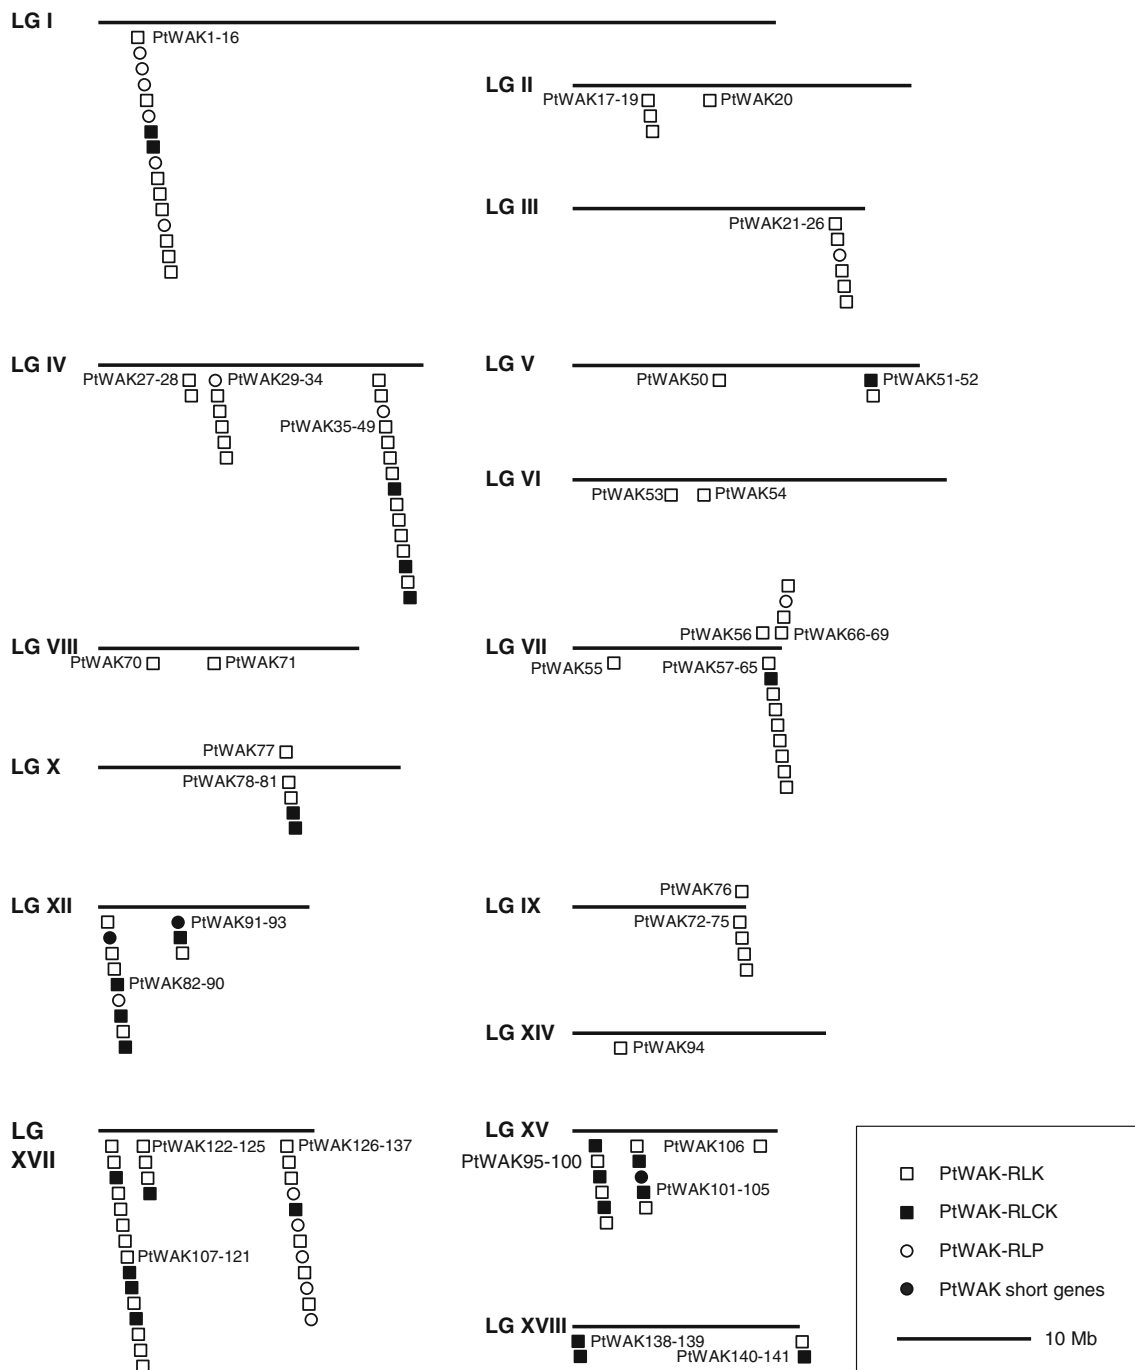 LG I
PtWAK1-16
LG II
PtWAK17-19
PtWAK20
LG III
PtWAK21-26
LG IV
PtWAK27-28
PtWAK29-34
PtWAK35-49
LG V
PtWAK50
PtWAK51-52
LG VI
PtWAK53
PtWAK54
LG VIII
PtWAK70
PtWAK71
LG VII
PtWAK56
PtWAK66-69
PtWAK55
PtWAK57-65
LG X
PtWAK77
PtWAK78-81
LG XII
PtWAK91-93
PtWAK82-90
LG IX
PtWAK76
PtWAK72-75
LG XIV
PtWAK94
LG
XVII
PtWAK122-125
PtWAK126-137
PtWAK107-121
LG XV
PtWAK106
PtWAK95-100
PtWAK101-105
LG XVIII
PtWAK138-139
PtWAK140-141
PtWAK-RLK
PtWAK-RLCK
PtWAK-RLP
PtWAK short genes
10 Mb